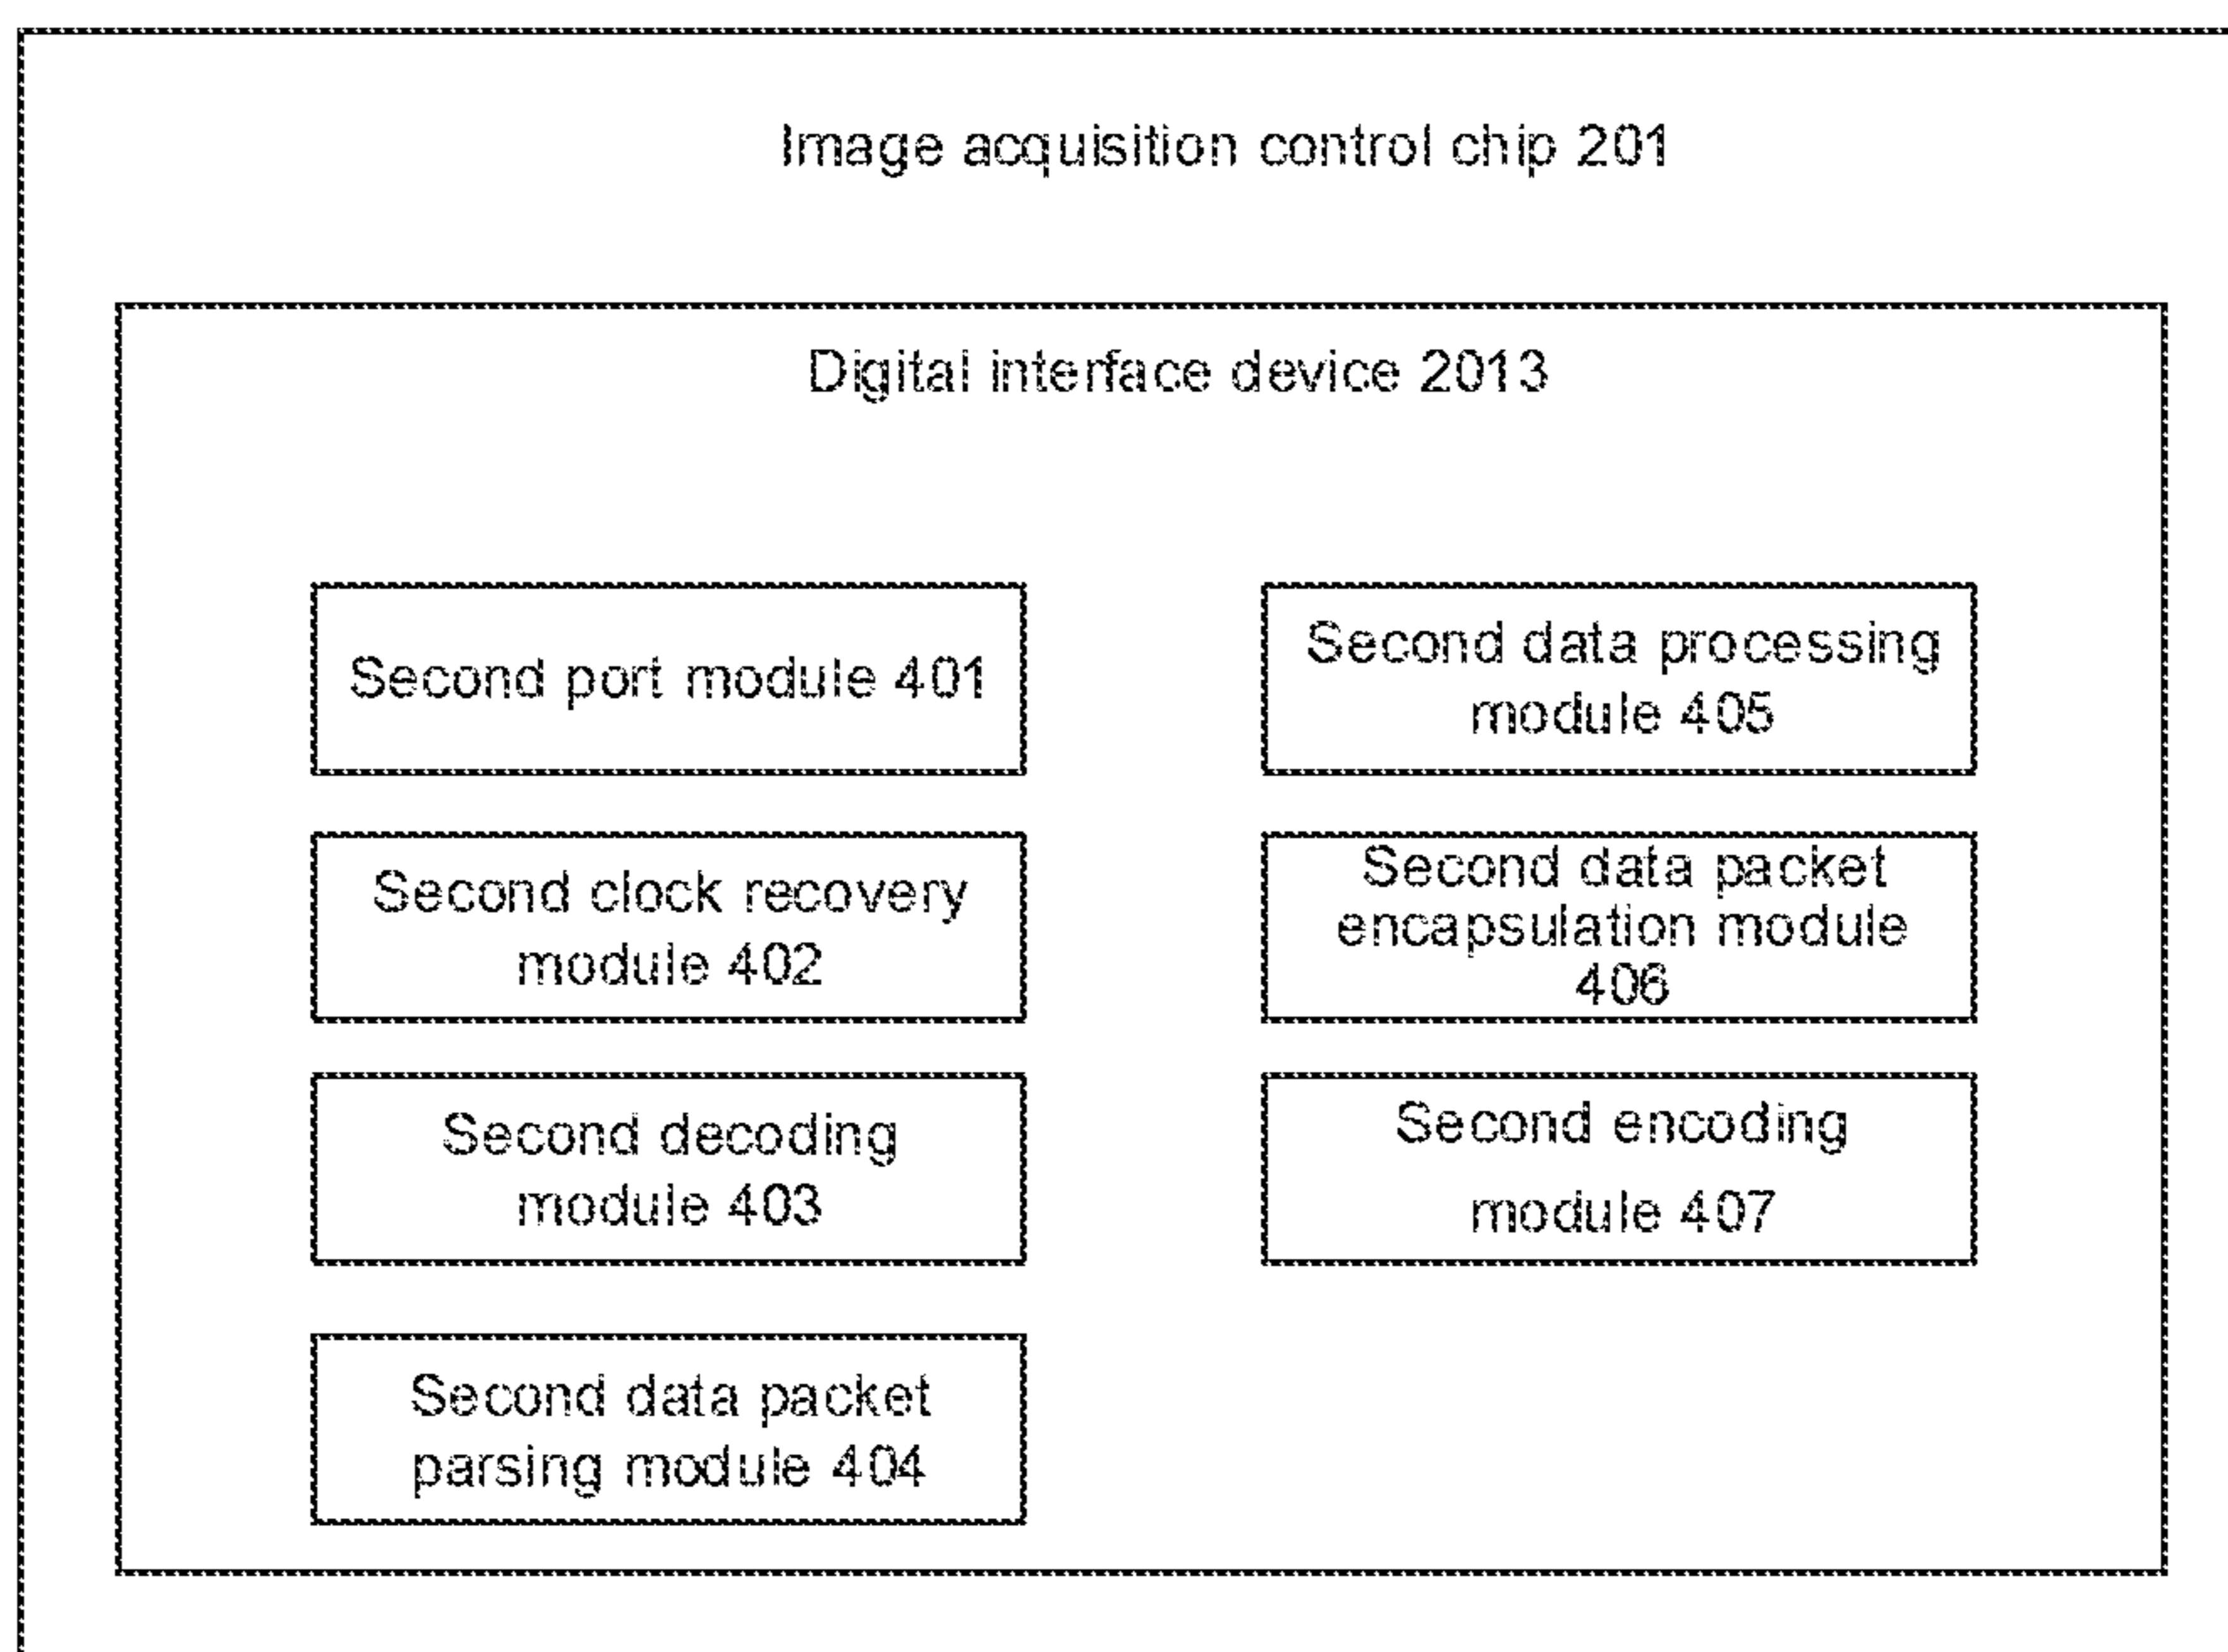 Image acquisition control chip 201
Digital interface device 2013
Second port module 401
Second clock recovery
module 402
Second decoding
module 403
Second data packet
parsing module 404
Second data processing
module 405
Second data packet
encapsulation module
406
Second encoding
module 407